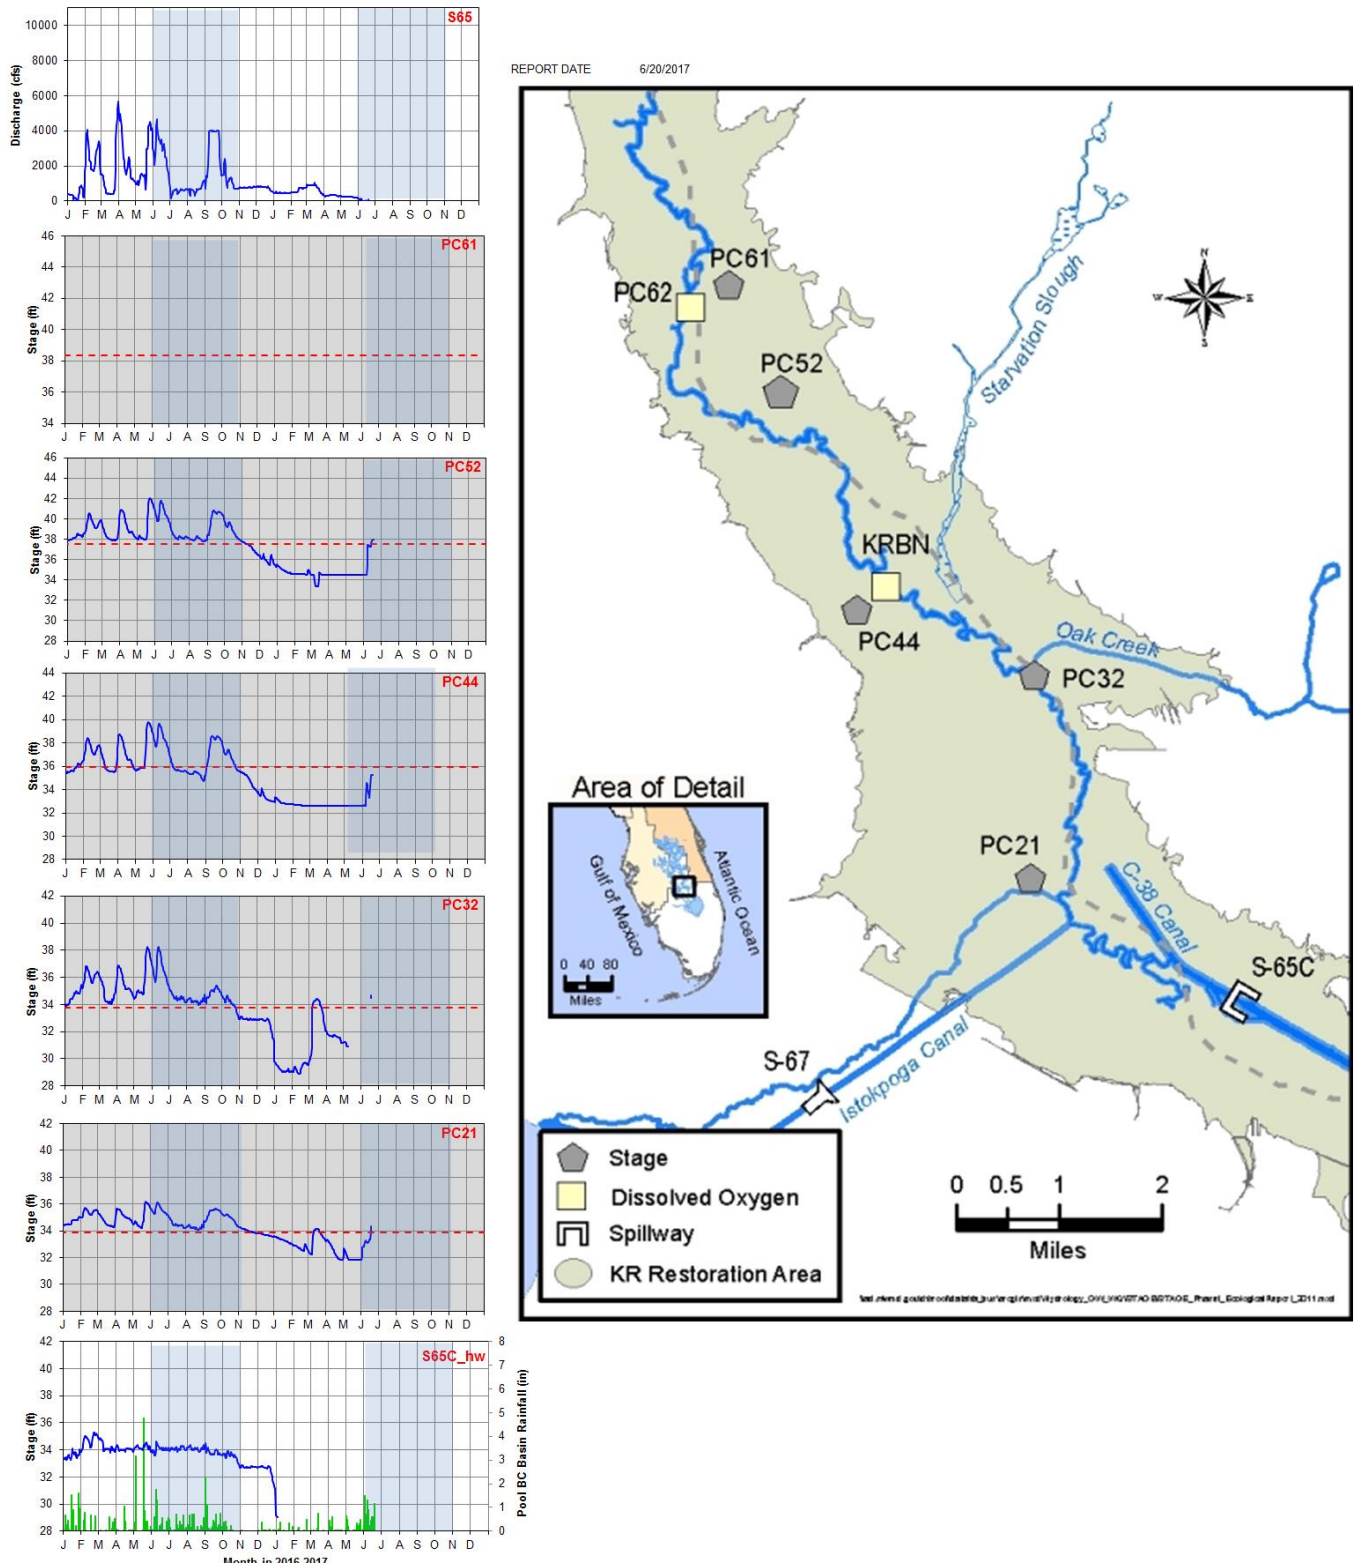 S65
10000
8000
6000
4000
2000
0
Discharge (cfs)
J F M A M J J A S O N D J F M A M J J A S O N D
PC61
46
44
42
40
38
36
34
Stage (ft)
J F M A M J J A S O N D J F M A M J J A S O N D
PC52
46
44
42
40
38
36
34
32
30
28
Stage (ft)
J F M A M J J A S O N D J F M A M J J A S O N D
PC44
44
42
40
38
36
34
32
30
28
Stage (ft)
J F M A M J J A S O N D J F M A M J J A S O N D
PC32
42
40
38
36
34
32
30
28
Stage (ft)
J F M A M J J A S O N D J F M A M J J A S O N D
PC21
42
40
38
36
34
32
30
28
Stage (ft)
J F M A M J J A S O N D J F M A M J J A S O N D
S65C_hw
42
40
38
36
34
32
30
28
Stage (ft)
8
7
6
5
4
3
2
1
0
Pool BC Basin Rainfall (in)
J F M A M J J A S O N D J F M A M J J A S O N D
Month in 2016-2017
REPORT DATE 6/20/2017
N
W E
S
PC61
PC62
PC52
Starvation Slough
KRBN
PC44
Oak Creek
PC32
PC21
C-38 Canal
S-65C
S-67
Istokpoga Canal
Area of Detail
Gulf of Mexico
Atlantic Ocean
0 40 80
Miles
Stage
Dissolved Oxygen
Spillway
KR Restoration Area
0 0.5 1 2
Miles